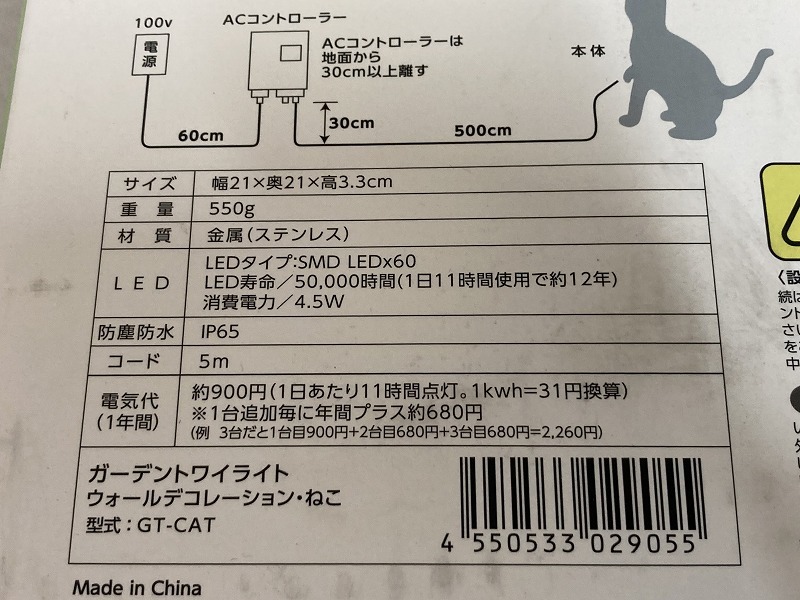 100v
電源
ACコントローラー
ACコントローラーは
地面から
30cm以上離す
本体
60cm
30cm
500cm
サイズ 幅21×奥21×高3.3cm
重量 550g
材質 金属(ステンレス)
LED LEDタイプ:SMD LEDx60
LED寿命/50,000時間(1日11時間使用で約12年)
消費電力/4.5W
防塵防水 IP65
コード 5m
電気代
(1年間)
約900円(1日あたり11時間点灯。1kwh=31円換算)
※1台追加毎に年間プラス約680円
(例 3台だと1台目900円+2台目680円+3台目680円=2,260円)
ガーデントワイライト
ウォールデコレーション・ねこ
型式:GT-CAT
4 550533 029055
Made in China
〈設
続は
ント
さい
をお
中